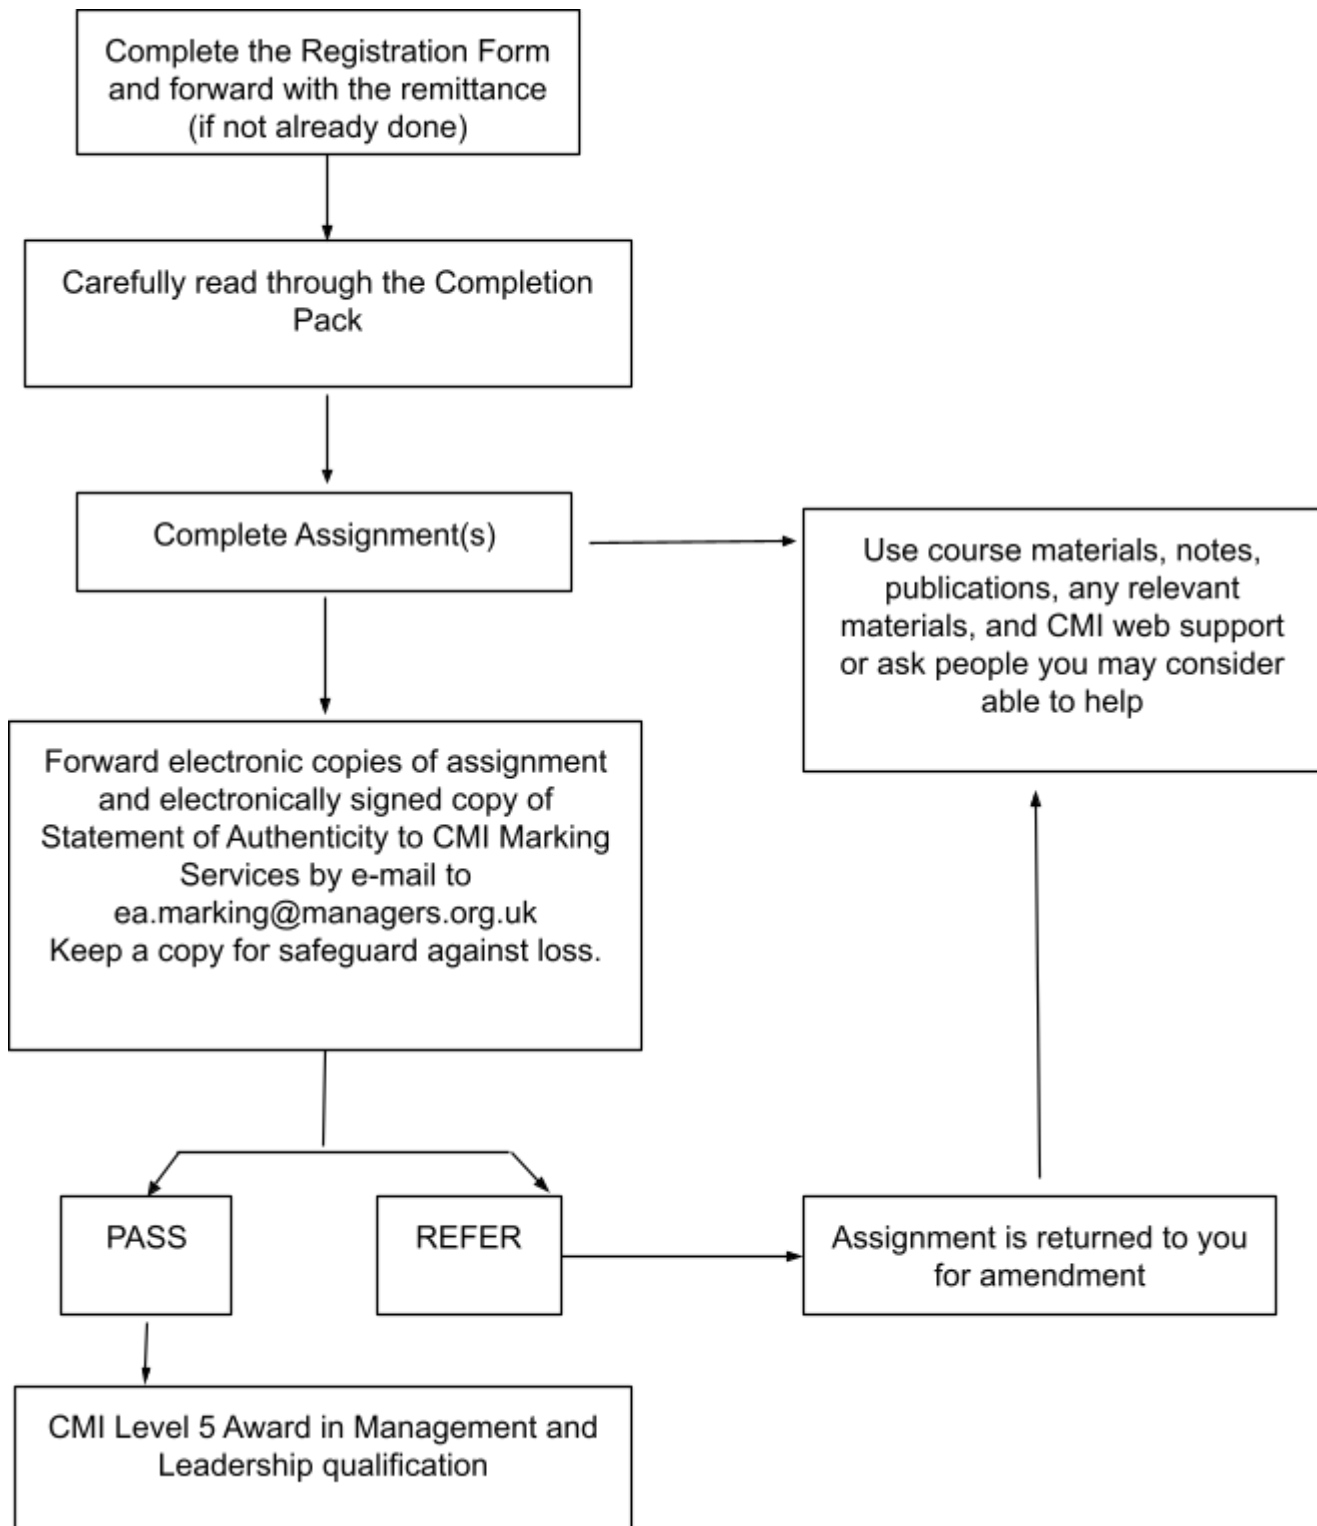 Complete the Registration Form
and forward with the remittance
(if not already done)
Carefully read through the Completion
Pack
Complete Assignment(s)
Use course materials, notes,
publications, any relevant
materials, and CMI web support
or ask people you may consider
able to help
Forward electronic copies of assignment
and electronically signed copy of
Statement of Authenticity to CMI Marking
Services by e-mail to
ea.marking@managers.org.uk
Keep a copy for safeguard against loss.
PASS
REFER
Assignment is returned to you
for amendment
CMI Level 5 Award in Management and
Leadership qualification